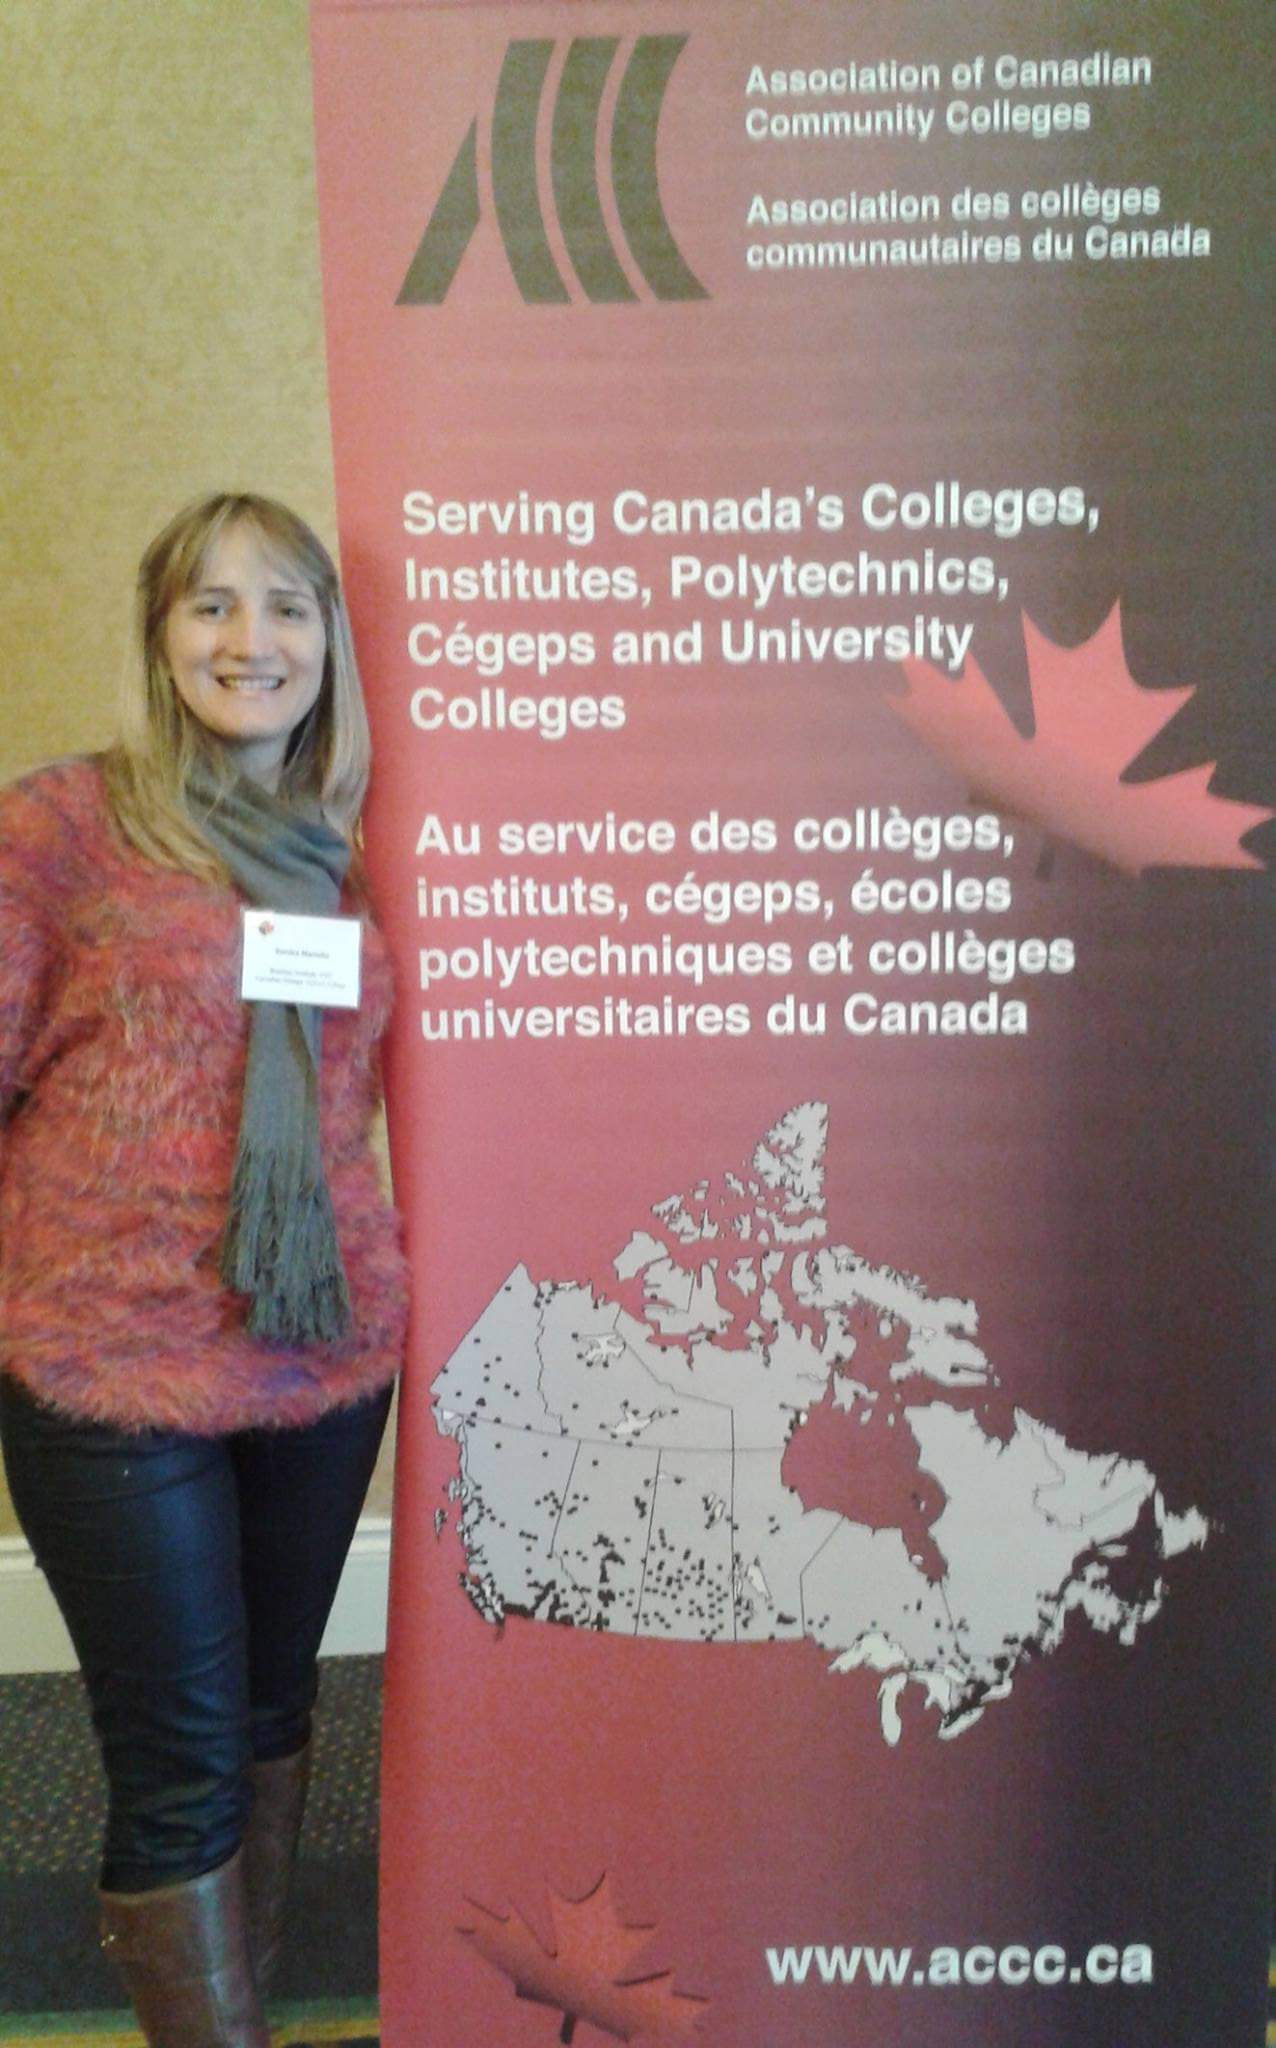 Association of Canadian
Community Colleges
Association des collèges
communautaires du Canada
Serving Canada's Colleges,
Institutes, Polytechnics,
Cégeps and University
Colleges
Au service des collèges,
instituts, cégeps, écoles
polytechniques et collèges
universitaires du Canada
www.accc.ca